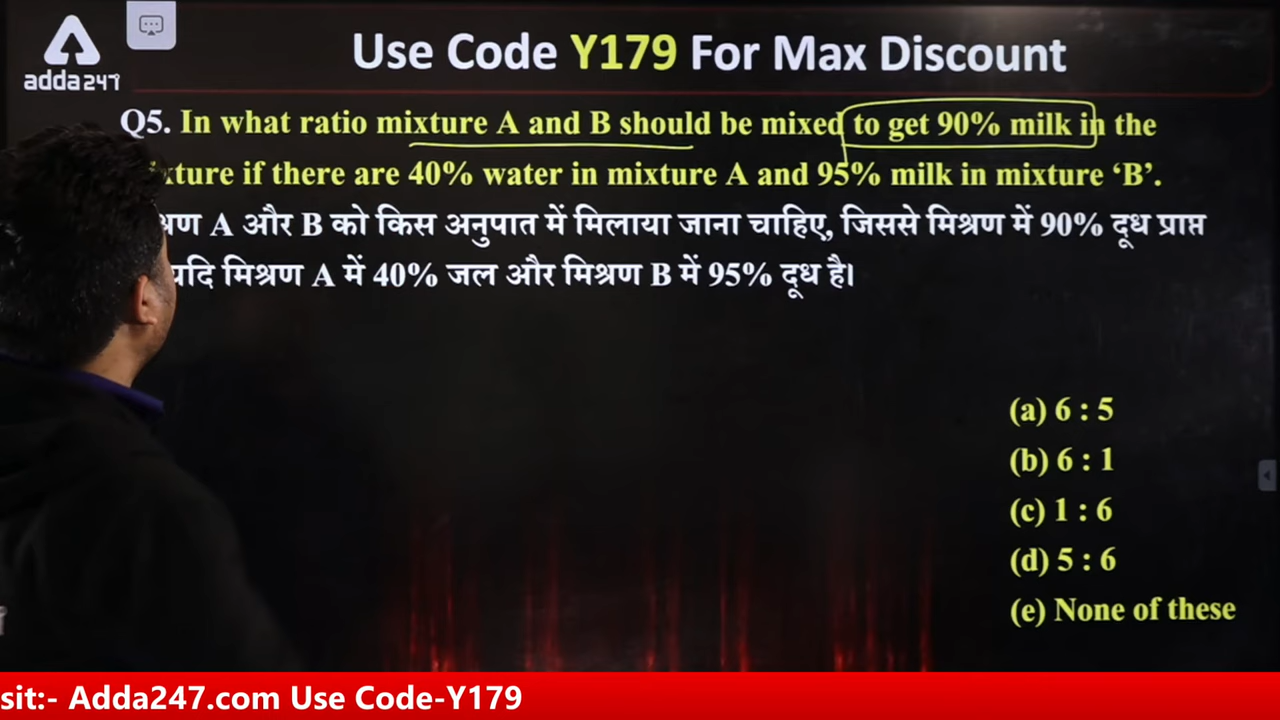 adda247
Use Code Y179 For Max Discount
Q5. In what ratio mixture A and B should be mixed to get 90% milk in the
if there are 40% water in mixture A and 95% milk in mixture ‘B’.
A और B को किस अनुपात में मिलाया जाना चाहिए, जिससे मिश्रण में 90% दूध प्राप्त
यदि मिश्रण A में 40% जल और मिश्रण B में 95% दूध है।
(a) 6 : 5
(b) 6 : 1
(c) 1 : 6
(d) 5 : 6
(e) None of these
sit:- Adda247.com Use Code-Y179